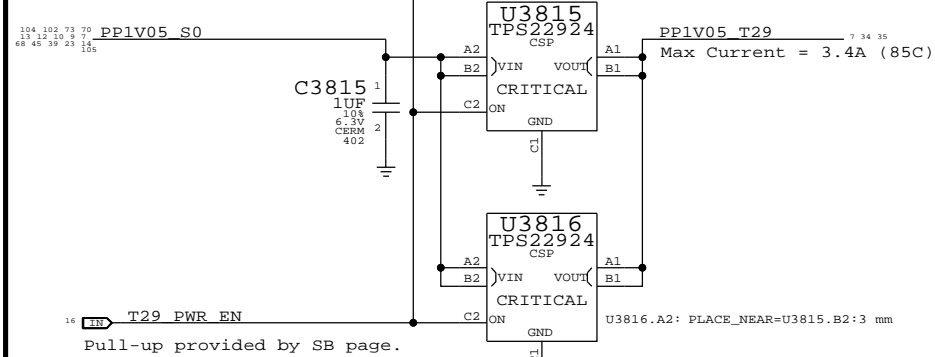 U3815
TPS22924
CSP
104 102 73 70
13 12 10 9 7
68 45 39 23 14
105
PP1V05_S0
PP1V05_T29
7 34 35
Max Current = 3.4A (85C)
A2
B2
VIN
VOUT
A1
B1
C3815
1
1UF
10%
6.3V
CERM
402
2
CRITICAL
C2
ON
GND
C1
U3816
TPS22924
CSP
A2
B2
VIN
VOUT
A1
B1
CRITICAL
16
IN
T29_PWR_EN
C2
ON
U3816.A2: PLACE_NEAR=U3815.B2:3 mm
GND
C1
Pull-up provided by SB page.